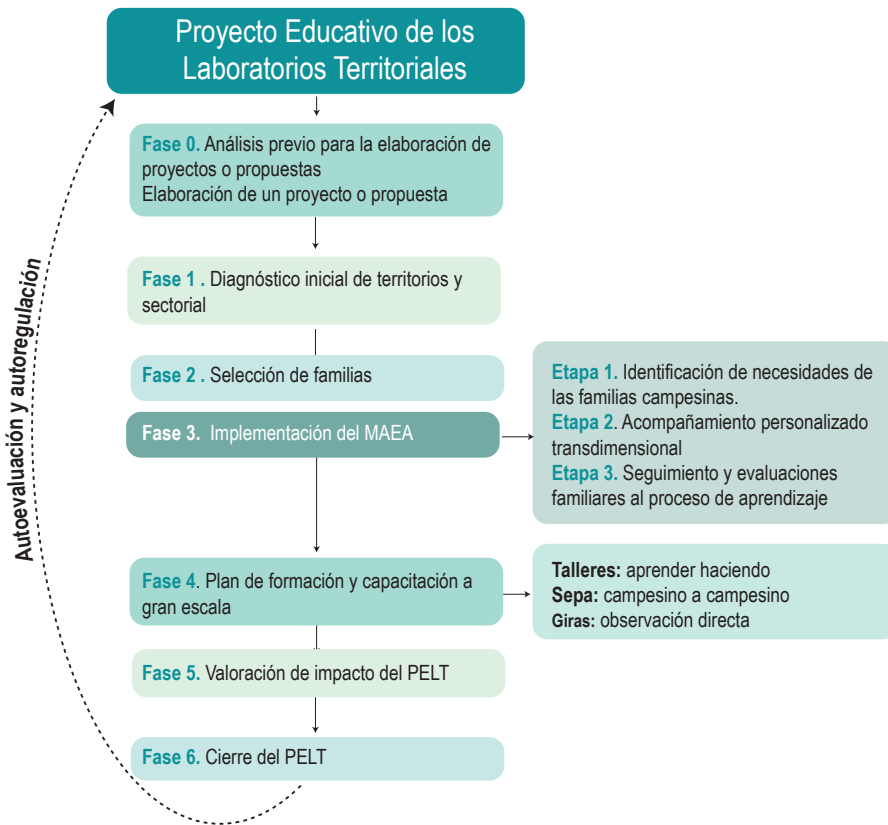 Proyecto Educativo de los
Laboratorios Territoriales
Fase 0. Análisis previo para la elaboración de
proyectos o propuestas
Elaboración de un proyecto o propuesta
Fase 1 . Diagnóstico inicial de territorios y
sectorial
Fase 2 . Selección de familias
Fase 3. Implementación del MAEA
Etapa 1. Identificación de necesidades de
las familias campesinas.
Etapa 2. Acompañamiento personalizado
transdimensional
Etapa 3. Seguimiento y evaluaciones
familiares al proceso de aprendizaje
Fase 4. Plan de formación y capacitación a
gran escala
Talleres: aprender haciendo
Sepa: campesino a campesino
Giras: observación directa
Fase 5. Valoración de impacto del PELT
Fase 6. Cierre del PELT
Autoevaluación y autoregulación